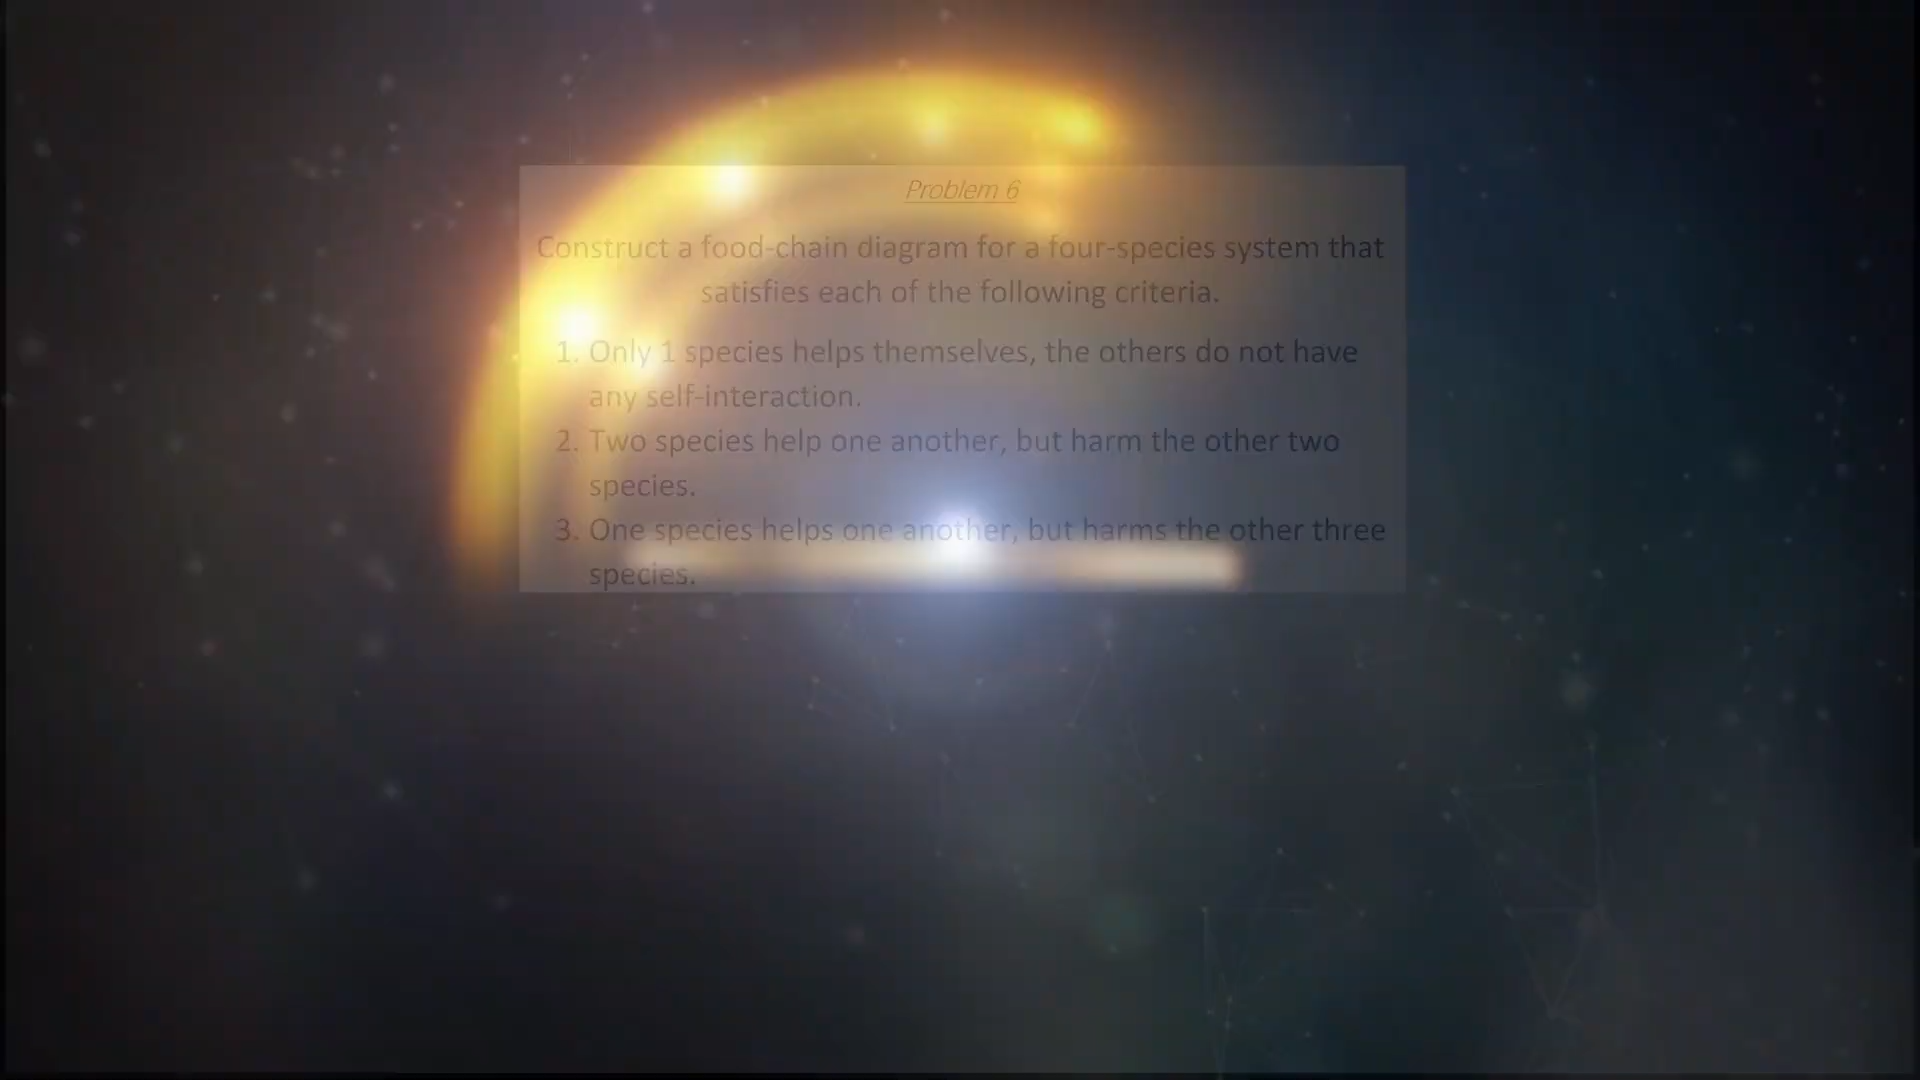 Problem 6
Construct a food-chain diagram for a four-species system that
satisfies each of the following criteria.
1. Only 1 species helps themselves, the others do not have
any self-interaction.
2. Two species help one another, but harm the other two
species.
3. One species helps one another, but harms the other three
species.